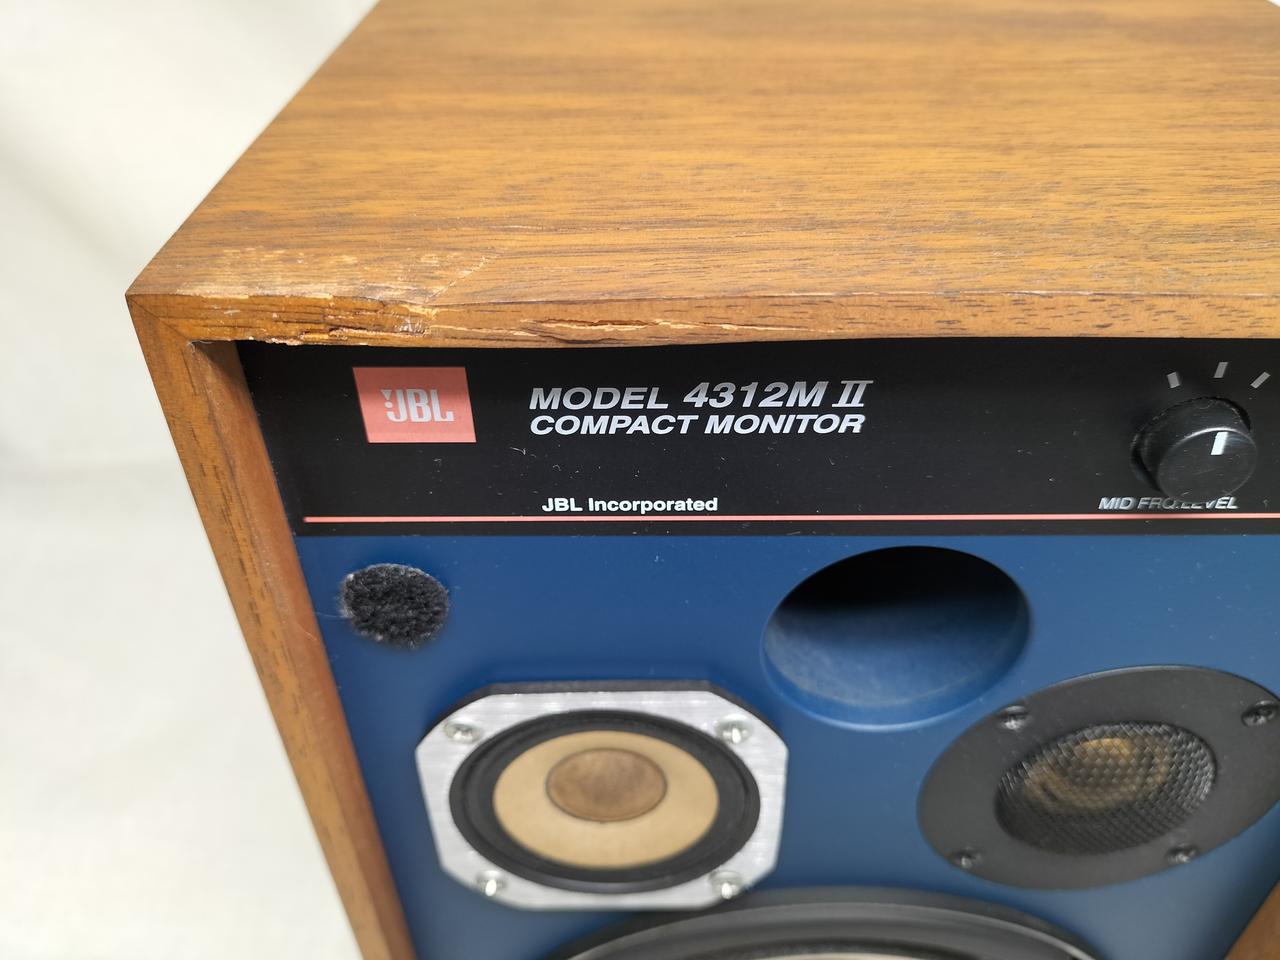 JBL
MODEL 4312M II
COMPACT MONITOR
JBL Incorporated
MID FRQ.LEVEL